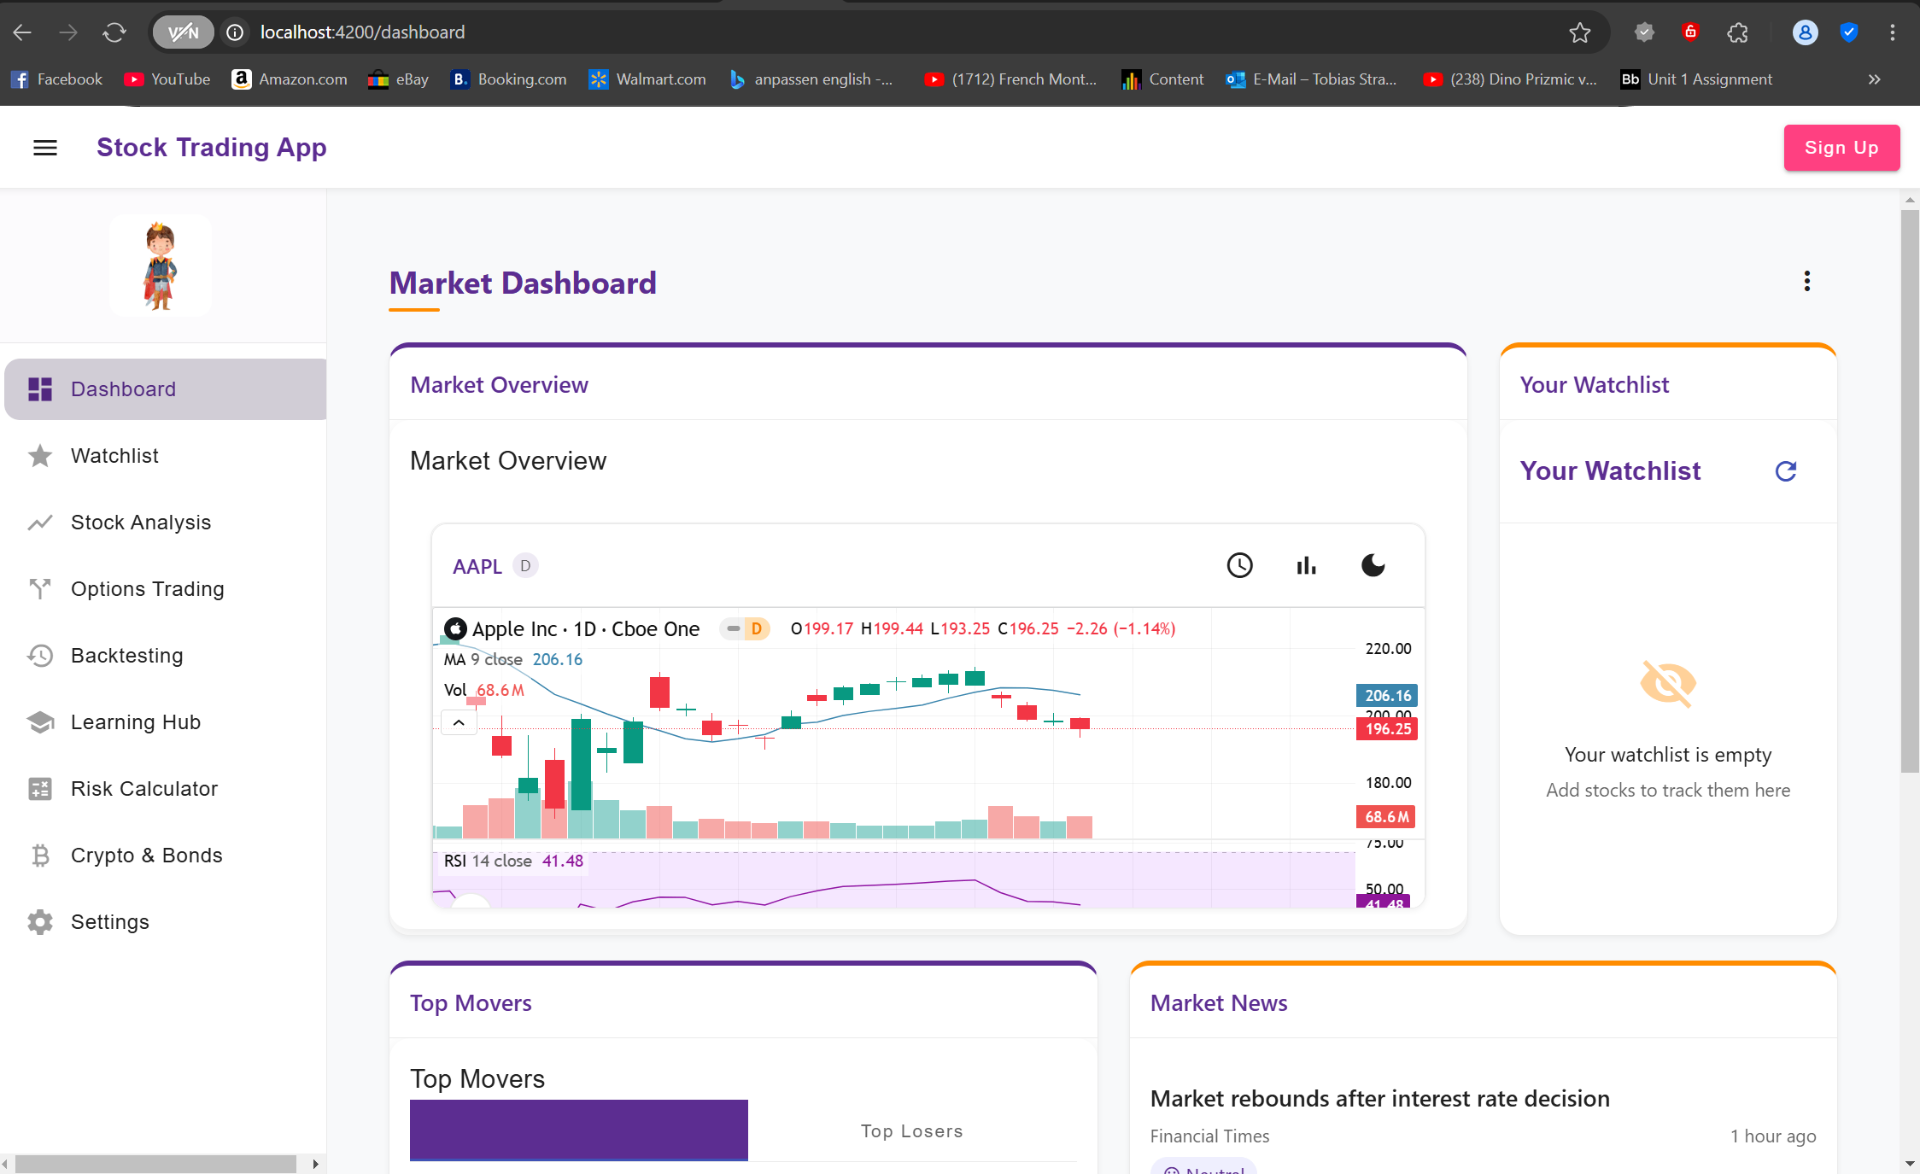 VPN
localhost:4200/dashboard
Facebook
YouTube
Amazon.com
eBay
Booking.com
Walmart.com
anpassen english -...
(1712) French Mont...
Content
E-Mail – Tobias Stra...
(238) Dino Prizmic v...
Bb Unit 1 Assignment
Stock Trading App
Sign Up
Dashboard
Watchlist
Stock Analysis
Options Trading
Backtesting
Learning Hub
Risk Calculator
Crypto & Bonds
Settings
Market Dashboard
Market Overview
Market Overview
AAPL D
Apple Inc · 1D · Cboe One D O199.17 H199.44 L193.25 C196.25 −2.26 (−1.14%)
MA 9 close 206.16
Vol 68.6M
220.00
206.16
200.00
196.25
180.00
68.6M
75.00
RSI 14 close 41.48
50.00
41.48
Your Watchlist
Your Watchlist
Your watchlist is empty
Add stocks to track them here
Top Movers
Top Movers
Top Losers
Market News
Market rebounds after interest rate decision
Financial Times 1 hour ago
Neutral